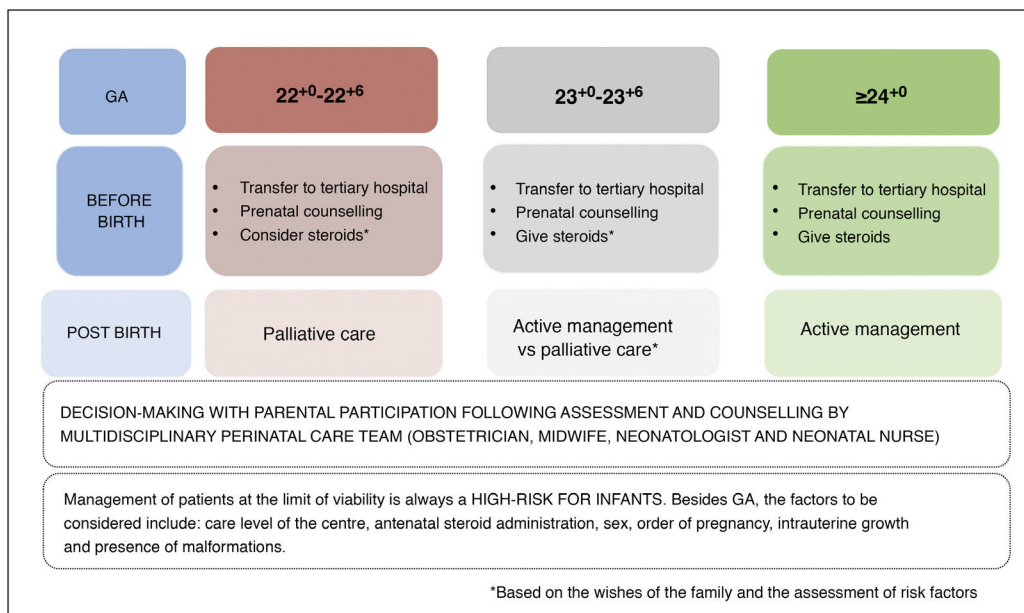 GA
22+0-22+6
23+0-23+6
≥24+0
BEFORE
BIRTH
• Transfer to tertiary hospital
• Prenatal counselling
• Consider steroids*
• Transfer to tertiary hospital
• Prenatal counselling
• Give steroids*
• Transfer to tertiary hospital
• Prenatal counselling
• Give steroids
POST BIRTH
Palliative care
Active management
vs palliative care*
Active management
DECISION-MAKING WITH PARENTAL PARTICIPATION FOLLOWING ASSESSMENT AND COUNSELLING BY
MULTIDISCIPLINARY PERINATAL CARE TEAM (OBSTETRICIAN, MIDWIFE, NEONATOLOGIST AND NEONATAL NURSE)
Management of patients at the limit of viability is always a HIGH-RISK FOR INFANTS. Besides GA, the factors to be
considered include: care level of the centre, antenatal steroid administration, sex, order of pregnancy, intrauterine growth
and presence of malformations.
*Based on the wishes of the family and the assessment of risk factors